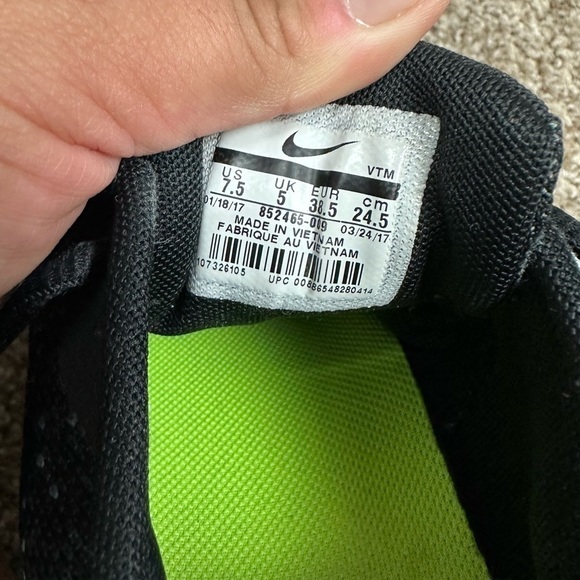 VTM
US UK EUR cm
7.5 5 38.5 24.5
01/18/17 852465-009 03/24/17
MADE IN VIETNAM
FABRIQUE AU VIETNAM
107326105
UPC 00886548280414